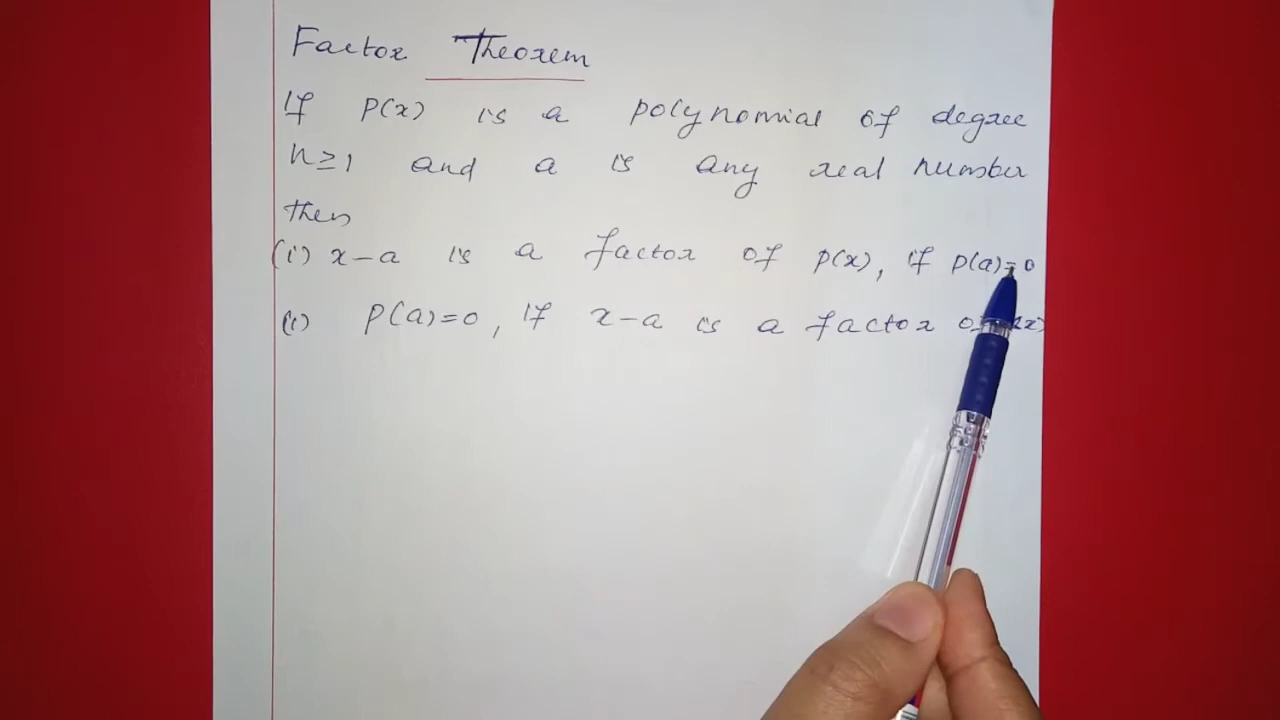 Factor Theorem
If P(x) is a polynomial of degree
n≥1 and a is any real number
then
(i) x-a is a factor of P(x), if P(a)=0
(i) P(a)=0, if x-a is a factor of